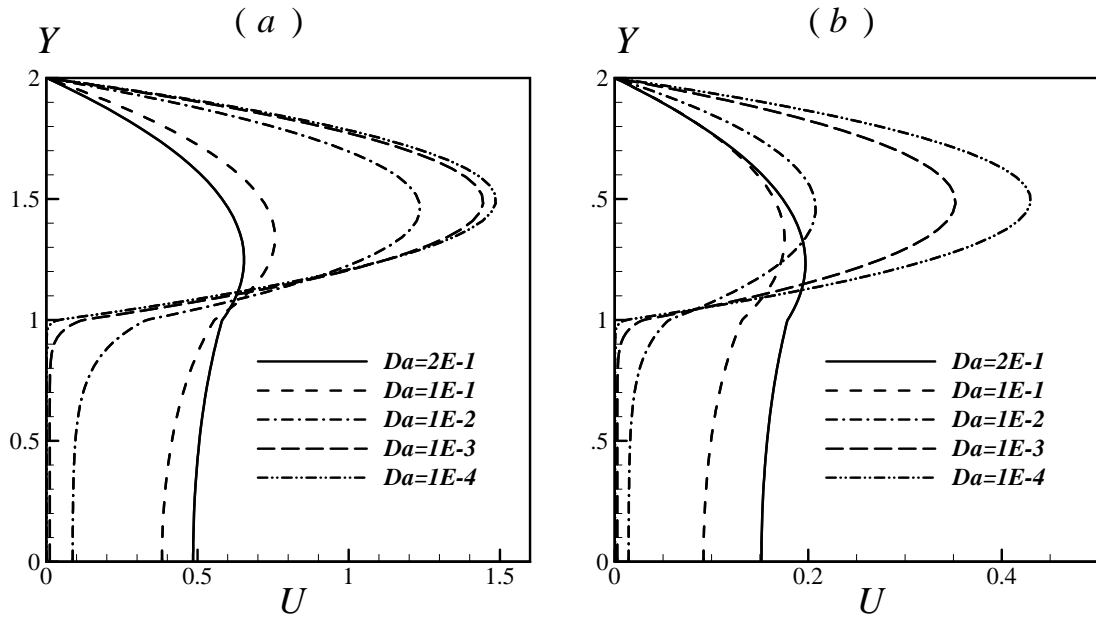 ( a )
Y
2
1.5
1
0.5
0
0
0.5
1
1.5
U
Da=2E-1
Da=1E-1
Da=1E-2
Da=1E-3
Da=1E-4
( b )
Y
2
.5
1
.5
0
0
0.2
0.4
U
Da=2E-1
Da=1E-1
Da=1E-2
Da=1E-3
Da=1E-4